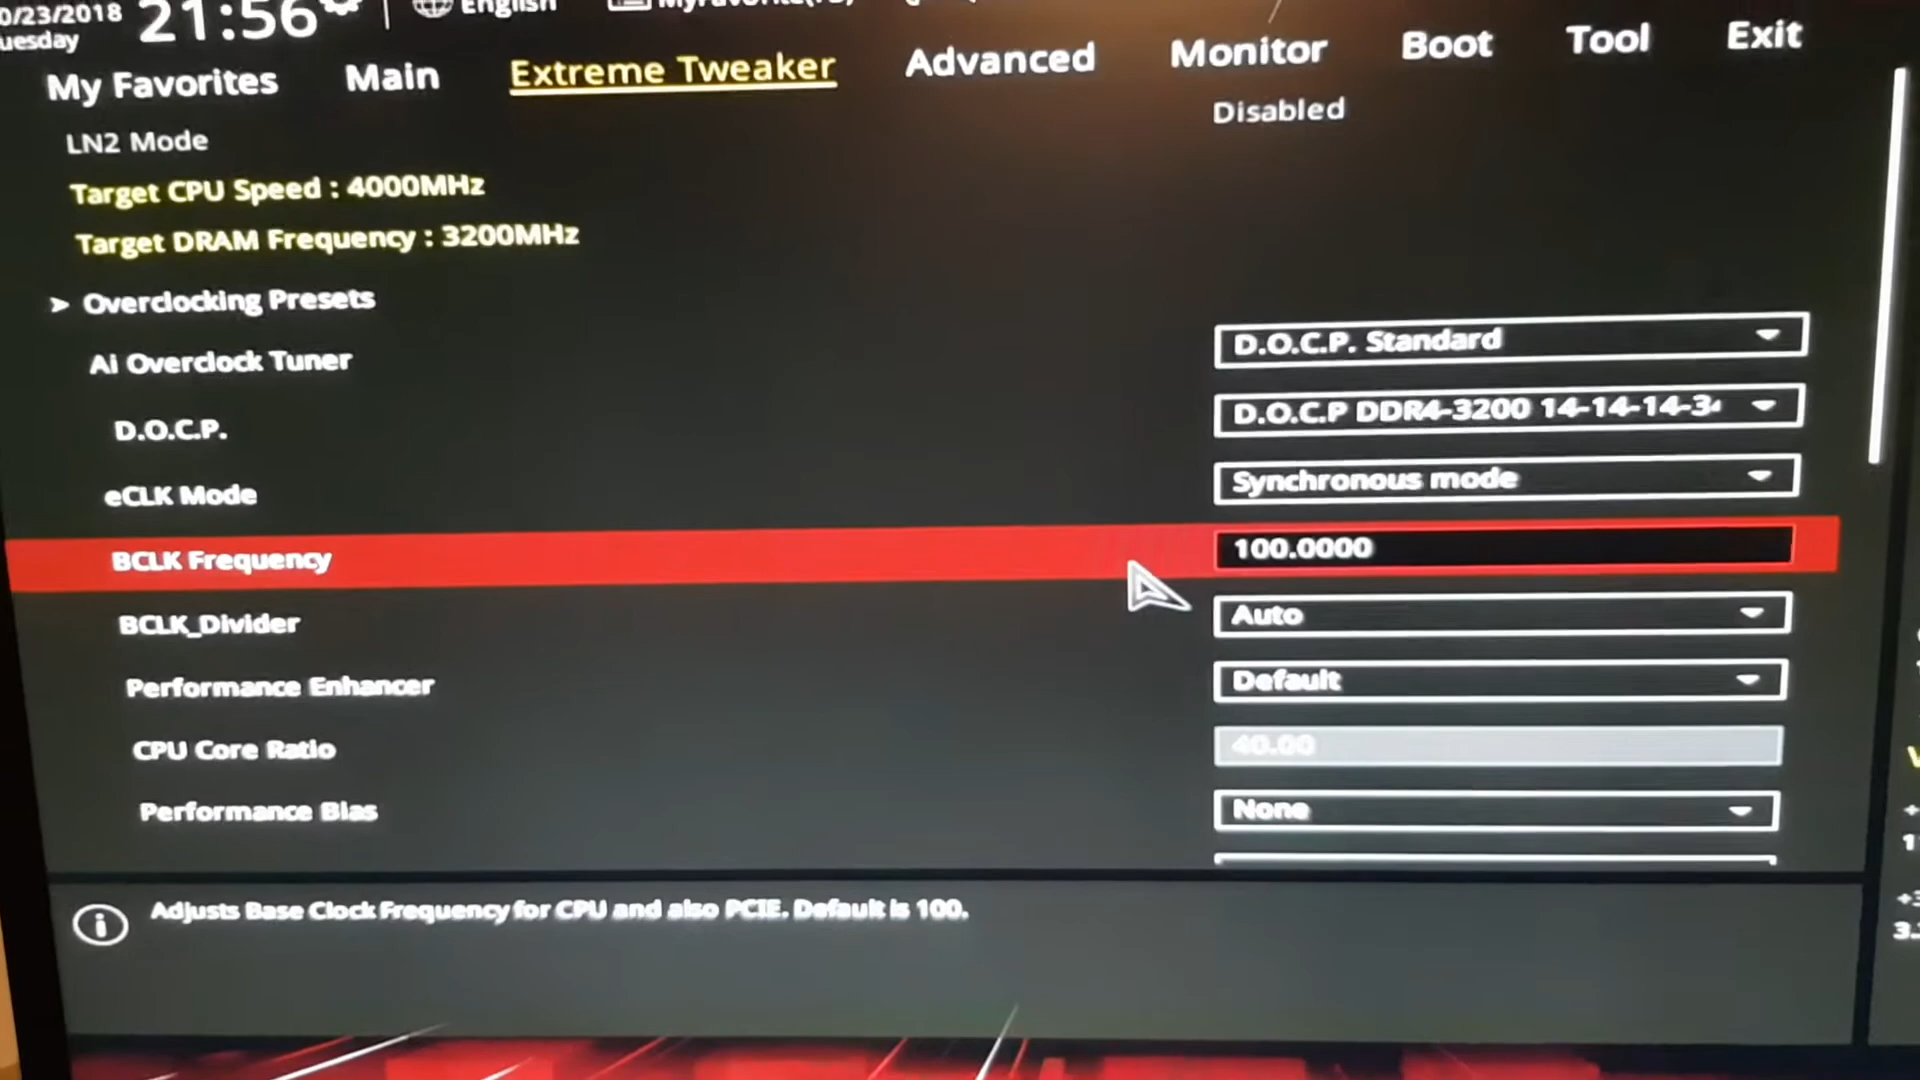 0/23/2018
uesday
21:56
English
My Favorites
Main
Extreme Tweaker
Advanced
Monitor
Boot
Tool
Exit
LN2 Mode
Disabled
Target CPU Speed : 4000MHz
Target DRAM Frequency : 3200MHz
> Overclocking Presets
Ai Overclock Tuner
D.O.C.P. Standard
D.O.C.P.
D.O.C.P DDR4-3200 14-14-14-34
eCLK Mode
Synchronous mode
BCLK Frequency
100.0000
BCLK_Divider
Auto
Performance Enhancer
Default
CPU Core Ratio
40.00
Performance Bias
None
Adjusts Base Clock Frequency for CPU and also PCIE. Default is 100.